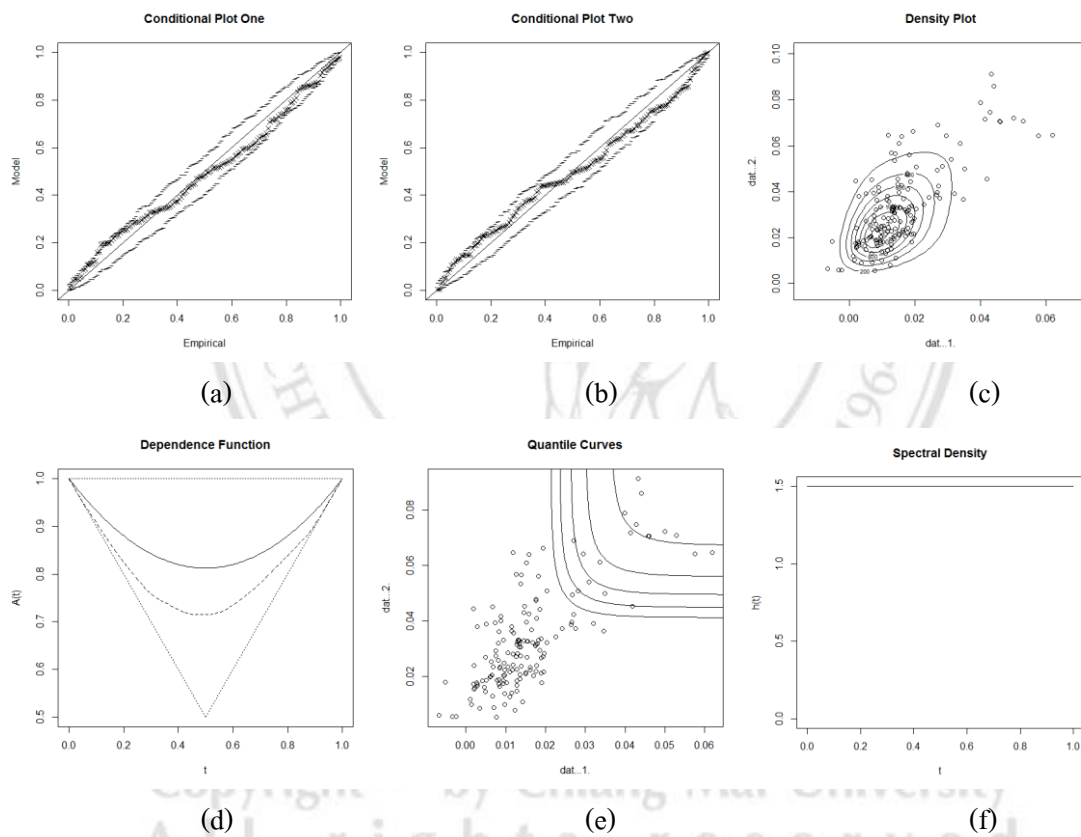 Conditional Plot One
Conditional Plot Two
Density Plot
Model
0.0 0.2 0.4 0.6 0.8 1.0
0.0 0.2 0.4 0.6 0.8 1.0
Empirical
Model
0.0 0.2 0.4 0.6 0.8 1.0
0.0 0.2 0.4 0.6 0.8 1.0
Empirical
dat...2.
0.00 0.02 0.04 0.06 0.08 0.10
200
0.00 0.02 0.04 0.06
dat...1.
(a)
(b)
(c)
Dependence Function
Quantile Curves
Spectral Density
A(t)
0.5 0.6 0.7 0.8 0.9 1.0
0.0 0.2 0.4 0.6 0.8 1.0
t
dat...2.
0.02 0.04 0.06 0.08
0.00 0.01 0.02 0.03 0.04 0.05 0.06
dat...1.
h(t)
0.0 0.5 1.0 1.5
0.0 0.2 0.4 0.6 0.8 1.0
t
(d)
(e)
(f)
Copyright by Chiang Mai University
All rights reserved